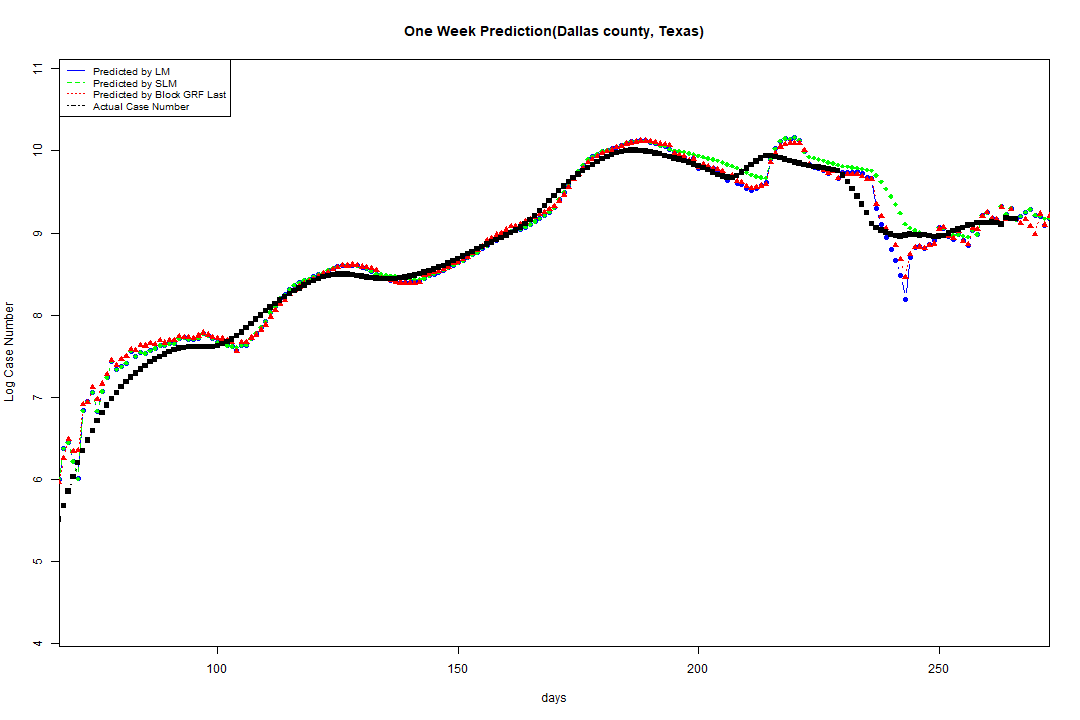 One Week Prediction(Dallas county, Texas)
Predicted by LM
Predicted by SLM
Predicted by Block GRF Last
Actual Case Number
11
10
9
8
7
6
5
4
Log Case Number
100
150
200
250
days